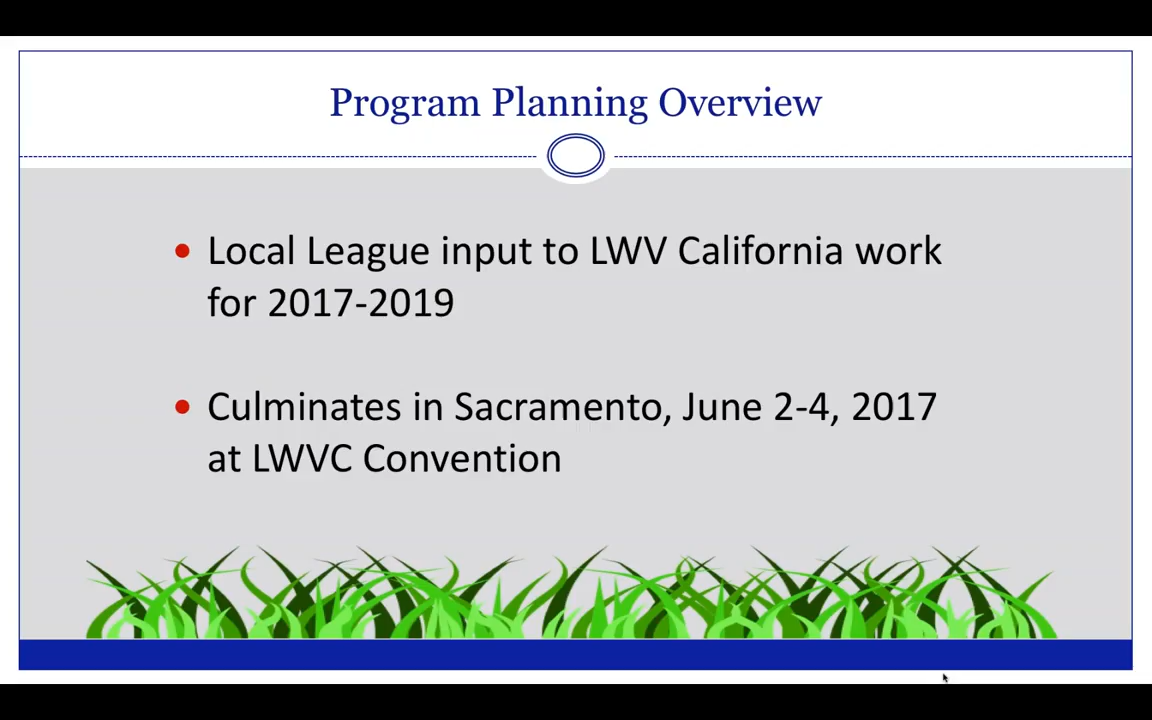 Program Planning Overview
• Local League input to LWV California work
for 2017-2019
• Culminates in Sacramento, June 2-4, 2017
at LWVC Convention